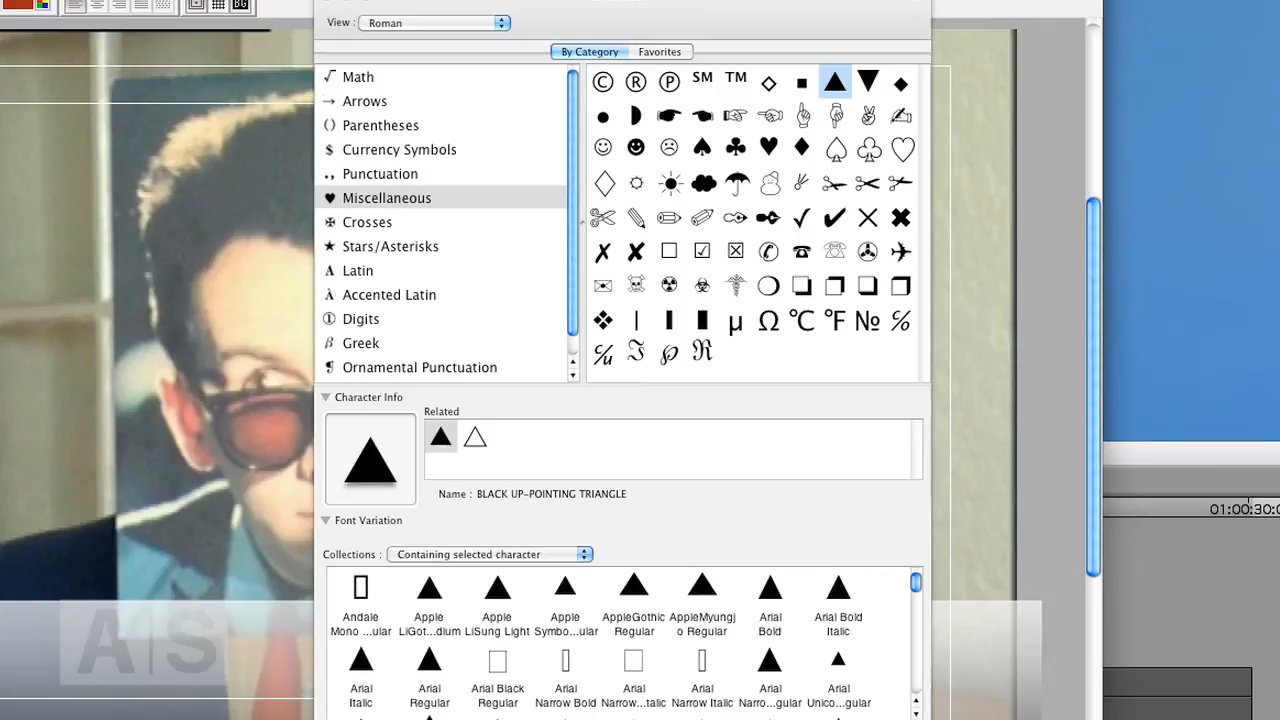 BG
View : Roman
By Category Favorites
√ Math
→ Arrows
() Parentheses
$ Currency Symbols
., Punctuation
♥ Miscellaneous
✠ Crosses
★ Stars/Asterisks
A Latin
À Accented Latin
① Digits
β Greek
¶ Ornamental Punctuation
© ® ℗ SM TM ◇ ■ ▲ ▼ ◆
● ◗ ☛ ☚ ☞ ☜ ☝ ☟ ✌ ✍
☺ ☻ ☹ ♠ ♣ ♥ ♦ ♤ ♧ ♡
♢ ☼ ☀ ☁ ☂ ☃ ✁ ✂ ✃
✄ ✎ ✏ ✐ ✑ ✒ ✓ ✔ ✕ ✖
✗ ✘ ☐ ☑ ☒ ✆ ☎ ☏ ✇ ✈
✉ ☠ ☢ ☣ ☤ ❍ ❏ ❐ ❑ ❒
❖ ❘ ❙ ❚ µ Ω ℃ ℉ № ℅
℆ ℑ ℘ ℜ
Character Info
Related
▲
▲ △
Name : BLACK UP-POINTING TRIANGLE
Font Variation
Collections : Containing selected character
Andale Mono ...ular
Apple LiGot...dium
Apple LiSung Light
Apple Symbo...ular
AppleGothic Regular
AppleMyungjo Regular
Arial Bold
Arial Bold Italic
Arial Italic
Arial Regular
Arial Black Regular
Arial Narrow Bold
Arial Narro...talic
Arial Narrow Italic
Arial Narro...gular
Arial Unico...gular
01:00:30:0
A|S